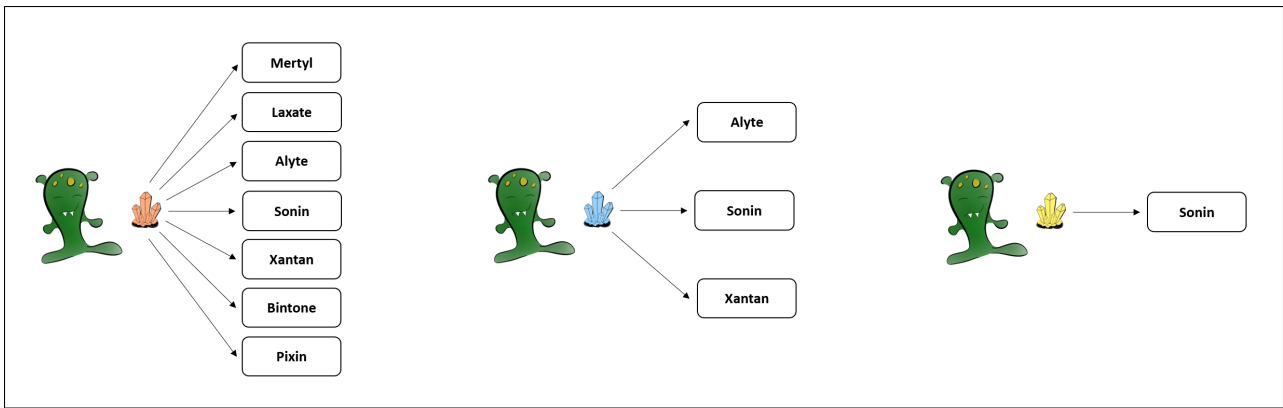 Mertyl
Laxate
Alyte
Sonin
Xantan
Bintone
Pixin
Alyte
Sonin
Xantan
Sonin